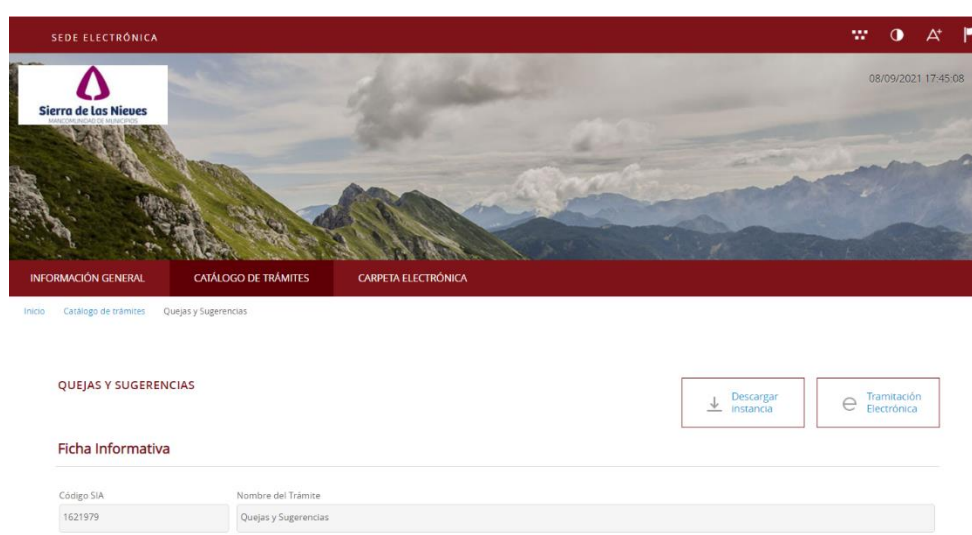 SEDE ELECTRÓNICA
08/09/2021 17:45:08
Sierra de las Nieves
MANCOMUNIDAD DE MUNICIPIOS
INFORMACIÓN GENERAL CATÁLOGO DE TRÁMITES CARPETA ELECTRÓNICA
Inicio Catálogo de trámites Quejas y Sugerencias
QUEJAS Y SUGERENCIAS
Descargar
instancia
Tramitación
Electrónica
Ficha Informativa
Código SIA Nombre del Trámite
1621979 Quejas y Sugerencias